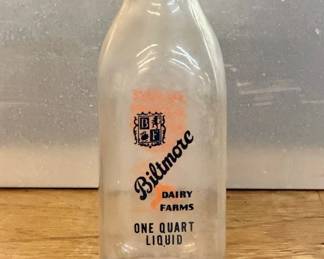 Biltmore
DAIRY
FARMS
ONE QUART
LIQUID